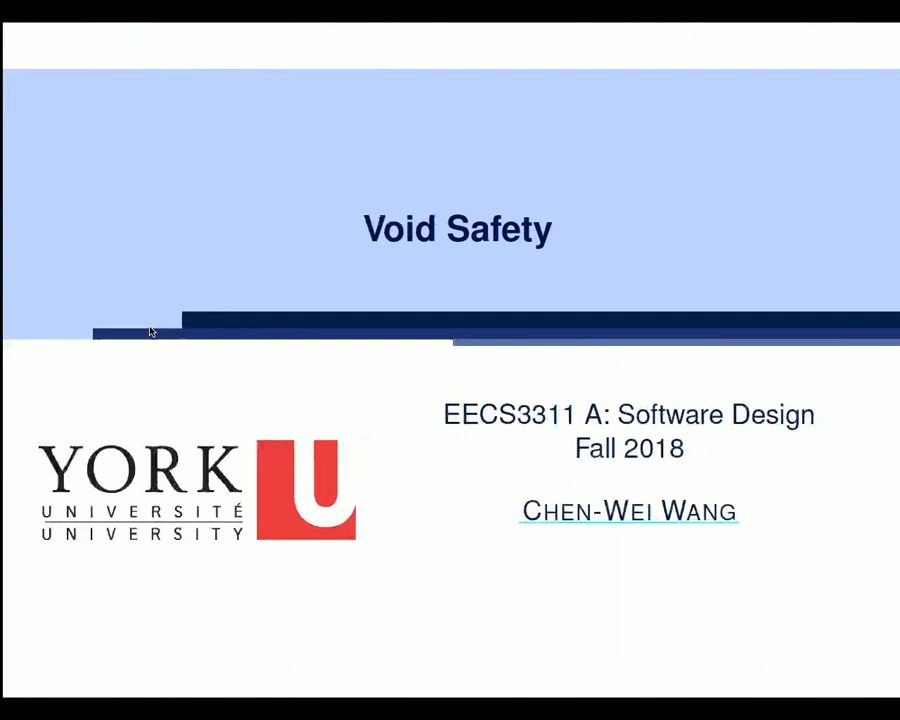 Void Safety
EECS3311 A: Software Design
Fall 2018
CHEN-WEI WANG
YORK U
UNIVERSITÉ
UNIVERSITY